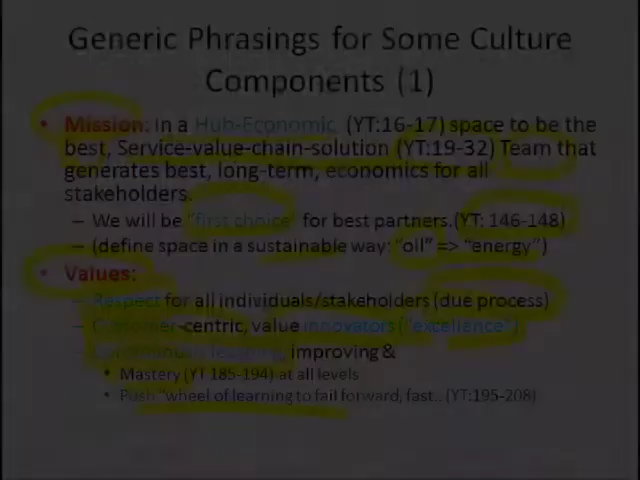 Generic Phrasings for Some Culture
Components (1)
• Mission: In a Hub-Economic (YT:16-17) space to be the
best, Service-value-chain-solution (YT:19-32) Team that
generates best, long-term, economics for all
stakeholders.
– We will be "first choice" for best partners.(YT: 146-148)
– (define space in a sustainable way: "oil" => "energy")
• Values:
– Respect for all individuals/stakeholders (due process)
– Customer-centric, value innovators ("excellence")
– Continuously learning, improving &
• Mastery (YT 185-194) at all levels
• Push "wheel of learning to fail forward, fast.. (YT:195-208)